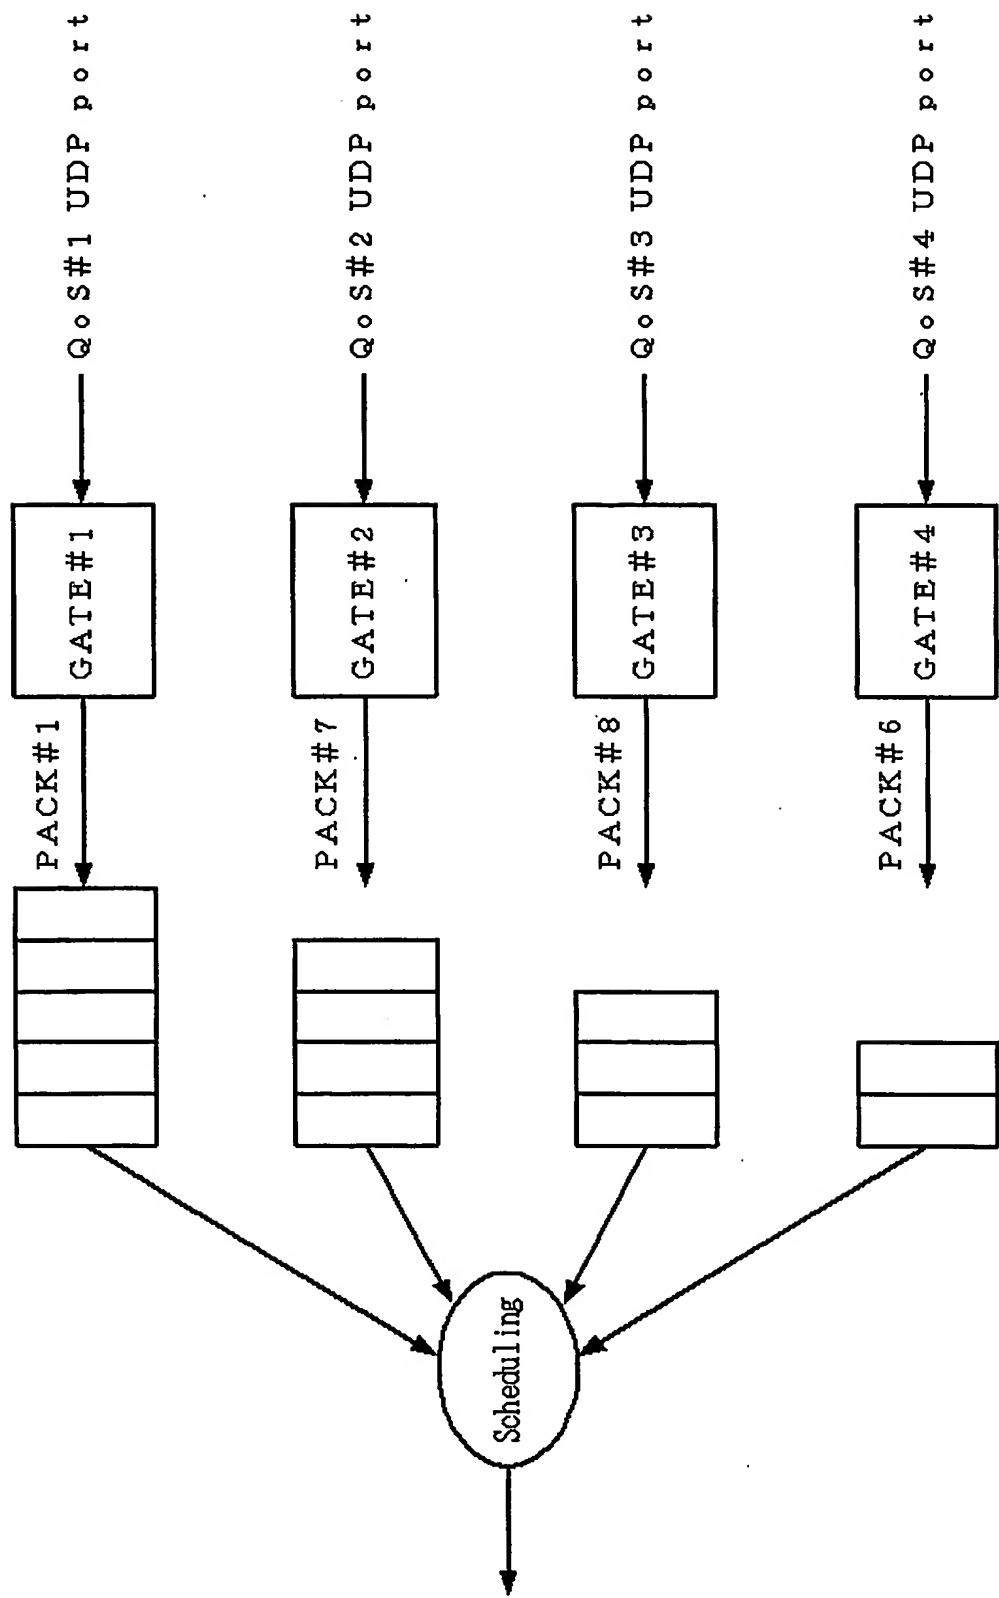 QoS#1 UDP port
QoS#2 UDP port
QoS#3 UDP port
QoS#4 UDP port
GATE#1
GATE#2
GATE#3
GATE#4
PACK#1
PACK#7
PACK#8
PACK#6
Scheduling